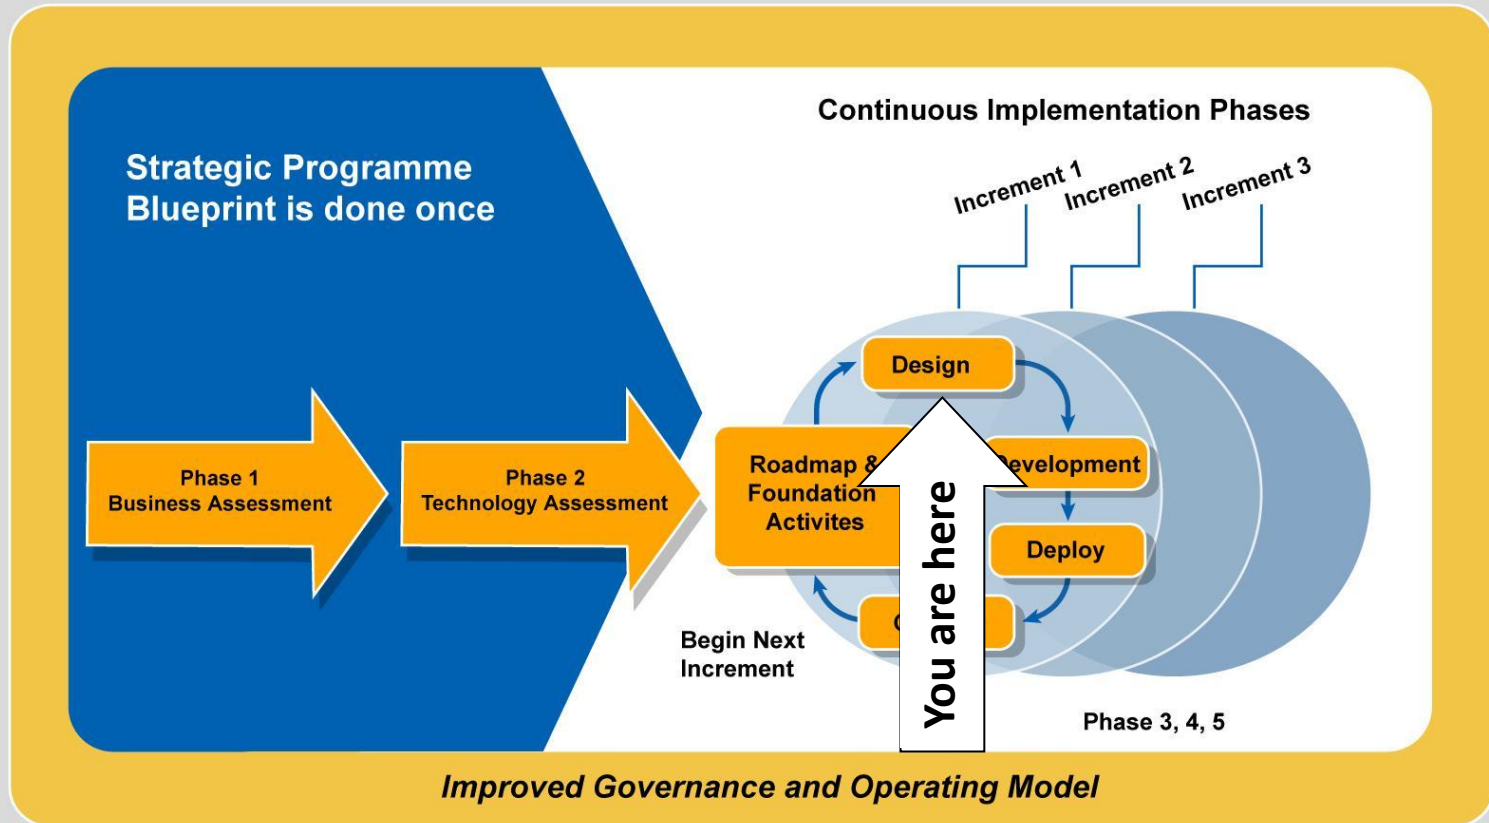 Continuous Implementation Phases
Strategic Programme
Blueprint is done once
Increment 1
Increment 2
Increment 3
Design
Phase 1
Business Assessment
Phase 2
Technology Assessment
Roadmap &
Foundation
Activites
Development
Deploy
You are here
Begin Next
Increment
Phase 3, 4, 5
Improved Governance and Operating Model